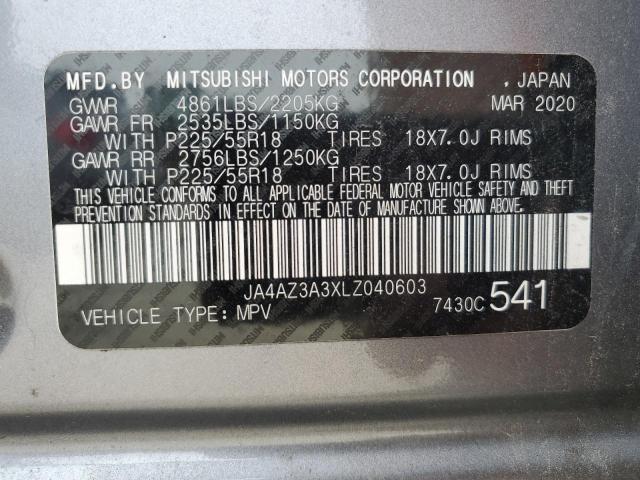 MFD.BY MITSUBISHI MOTORS CORPORATION , JAPAN
GVWR 4861LBS/2205KG MAR 2020
GAWR FR 2535LBS/1150KG
WITH P225/55R18 TIRES 18X7.0J RIMS
GAWR RR 2756LBS/1250KG
WITH P225/55R18 TIRES 18X7.0J RIMS
THIS VEHICLE CONFORMS TO ALL APPLICABLE FEDERAL MOTOR VEHICLE SAFETY AND THEFT
PREVENTION STANDARDS IN EFFECT ON THE DATE OF MANUFACTURE SHOWN ABOVE.
JA4AZ3A3XLZ040603
VEHICLE TYPE: MPV 7430C 541